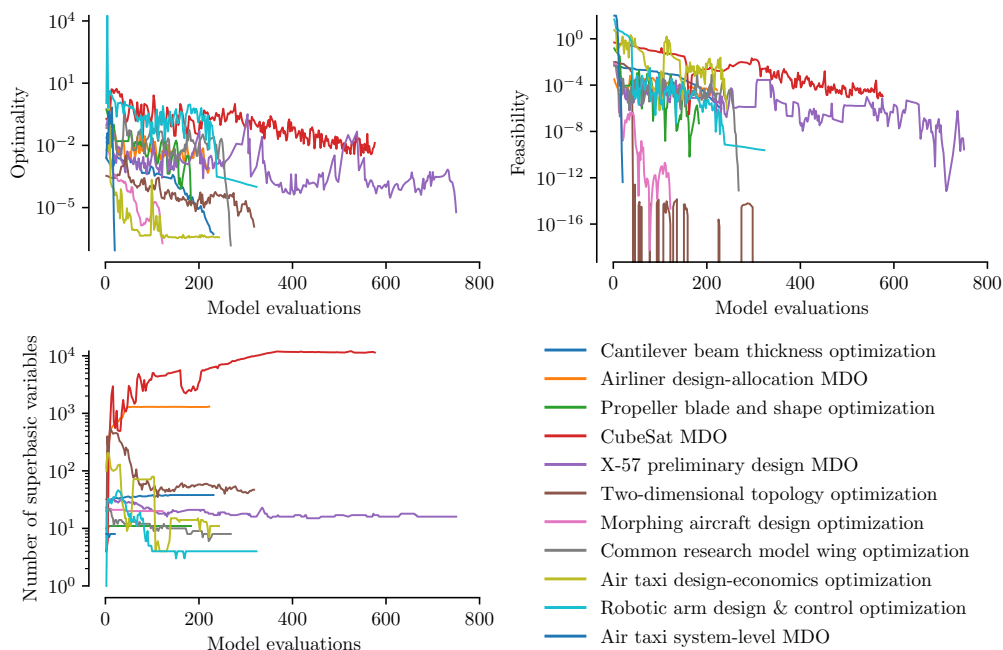 10^4
10^1
10^−2
10^−5
Optimality
0 200 400 600 800
Model evaluations
10^0
10^−4
10^−8
10^−12
10^−16
Feasibility
0 200 400 600 800
Model evaluations
10^4
10^3
10^2
10^1
10^0
Number of superbasic variables
0 200 400 600 800
Model evaluations
Cantilever beam thickness optimization
Airliner design-allocation MDO
Propeller blade and shape optimization
CubeSat MDO
X-57 preliminary design MDO
Two-dimensional topology optimization
Morphing aircraft design optimization
Common research model wing optimization
Air taxi design-economics optimization
Robotic arm design & control optimization
Air taxi system-level MDO